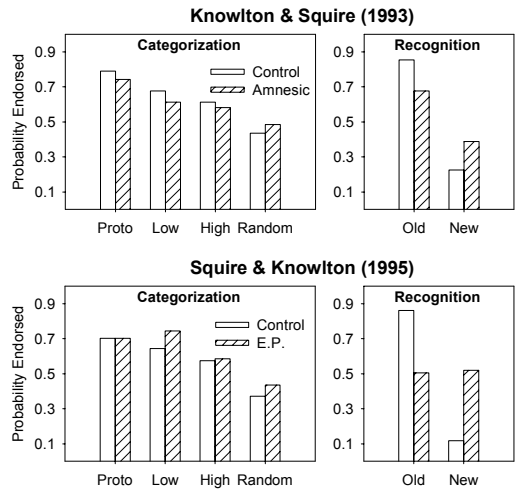 Knowlton & Squire (1993)
Categorization
Recognition
Control
Amnesic
Probability Endorsed
0.9
0.7
0.5
0.3
0.1
0.9
0.7
0.5
0.3
0.1
Proto Low High Random
Old New
Squire & Knowlton (1995)
Categorization
Recognition
Control
E.P.
Probability Endorsed
0.9
0.7
0.5
0.3
0.1
0.9
0.7
0.5
0.3
0.1
Proto Low High Random
Old New